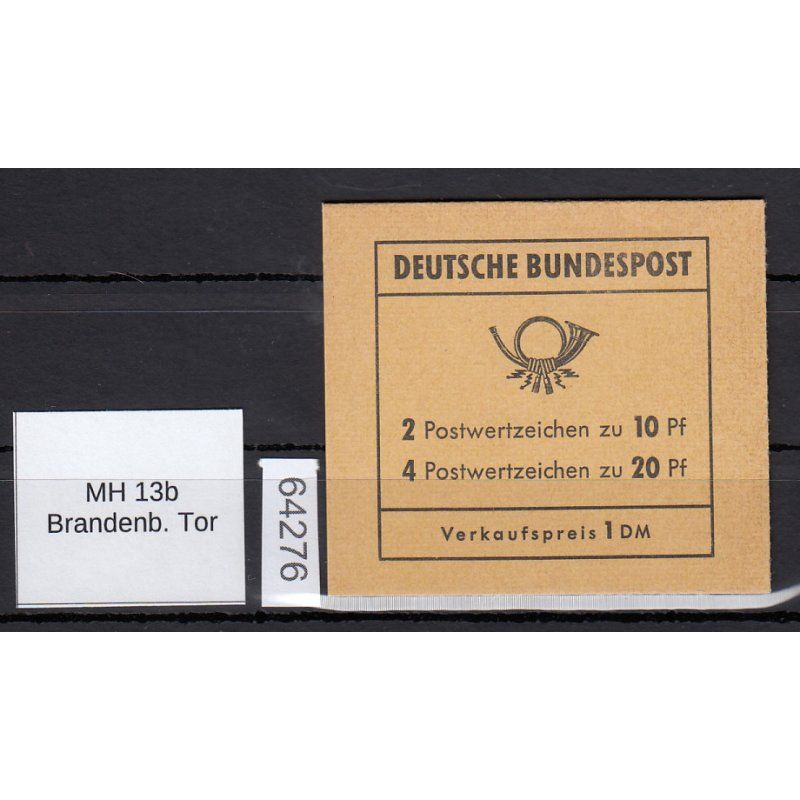 MH 13b
Brandenb. Tor
64276
DEUTSCHE BUNDESPOST
2 Postwertzeichen zu 10 Pf
4 Postwertzeichen zu 20 Pf
Verkaufspreis 1 DM